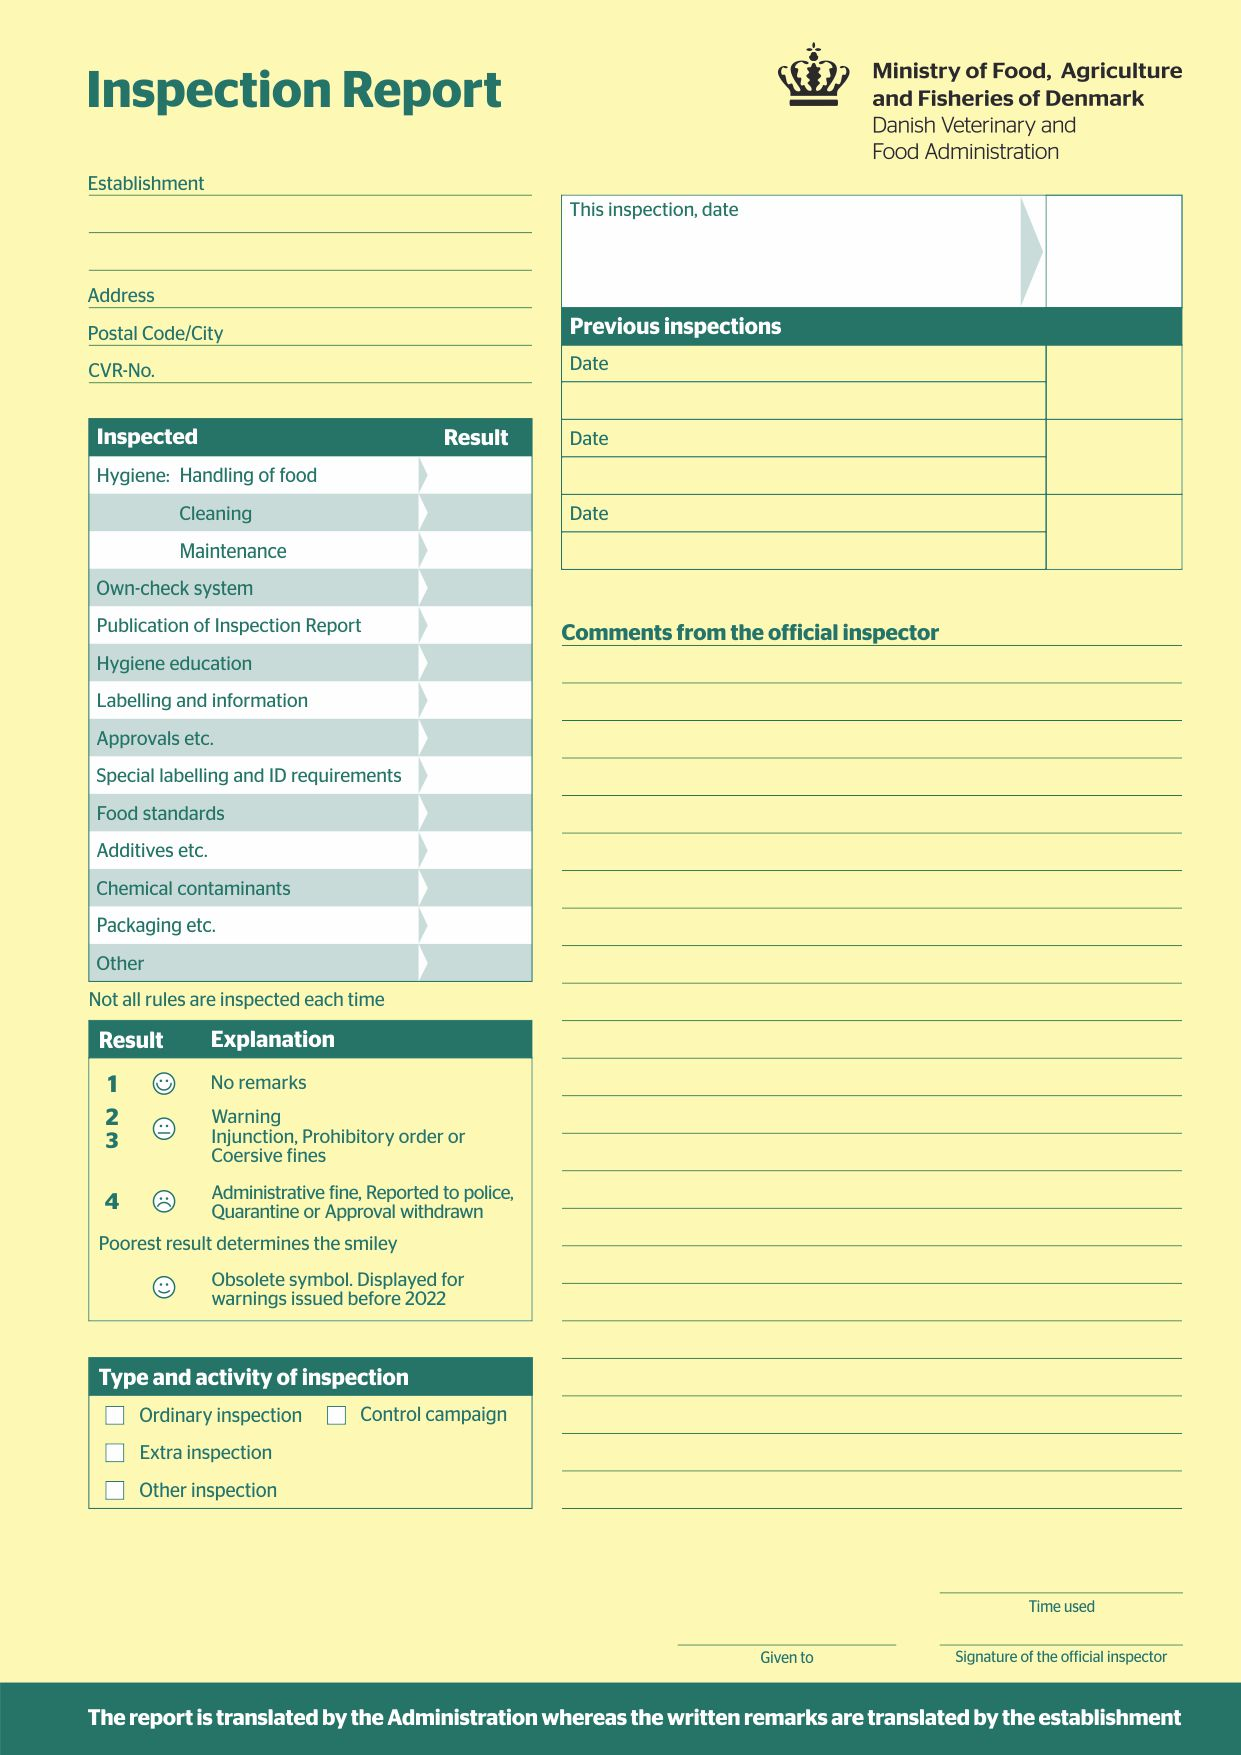 Inspection Report
Ministry of Food, Agriculture
and Fisheries of Denmark
Danish Veterinary and
Food Administration
Establishment
Address
Postal Code/City
CVR-No.
This inspection, date
Previous inspections
Date
Date
Date
Inspected Result
Hygiene: Handling of food
Cleaning
Maintenance
Own-check system
Publication of Inspection Report
Hygiene education
Labelling and information
Approvals etc.
Special labelling and ID requirements
Food standards
Additives etc.
Chemical contaminants
Packaging etc.
Other
Not all rules are inspected each time
Result Explanation
1 No remarks
2 Warning
3 Injunction, Prohibitory order or
Coersive fines
4 Administrative fine, Reported to police,
Quarantine or Approval withdrawn
Poorest result determines the smiley
Obsolete symbol. Displayed for
warnings issued before 2022
Type and activity of inspection
Ordinary inspection Control campaign
Extra inspection
Other inspection
Comments from the official inspector
Time used
Given to
Signature of the official inspector
The report is translated by the Administration whereas the written remarks are translated by the establishment